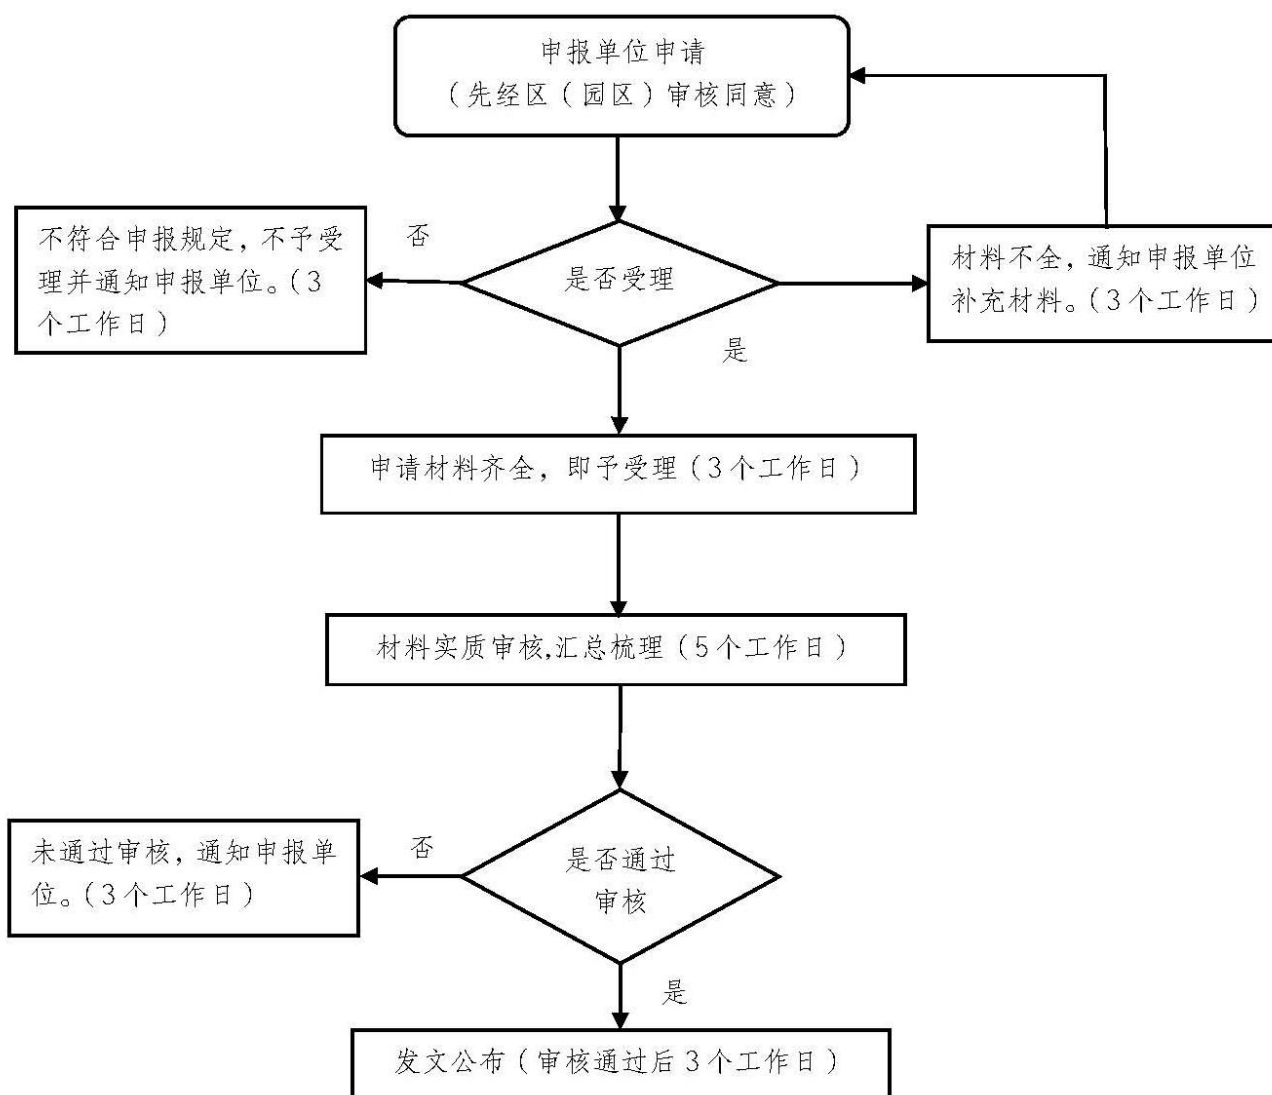 申报单位申请
（先经区（园区）审核同意）
不符合申报规定，不予受
理并通知申报单位。（3
个工作日）
否
是否受理
材料不全，通知申报单位
补充材料。（3个工作日）
是
申请材料齐全，即予受理（3个工作日）
材料实质审核,汇总梳理（5个工作日）
未通过审核，通知申报单
位。（3个工作日）
否
是否通过
审核
是
发文公布（审核通过后3个工作日）